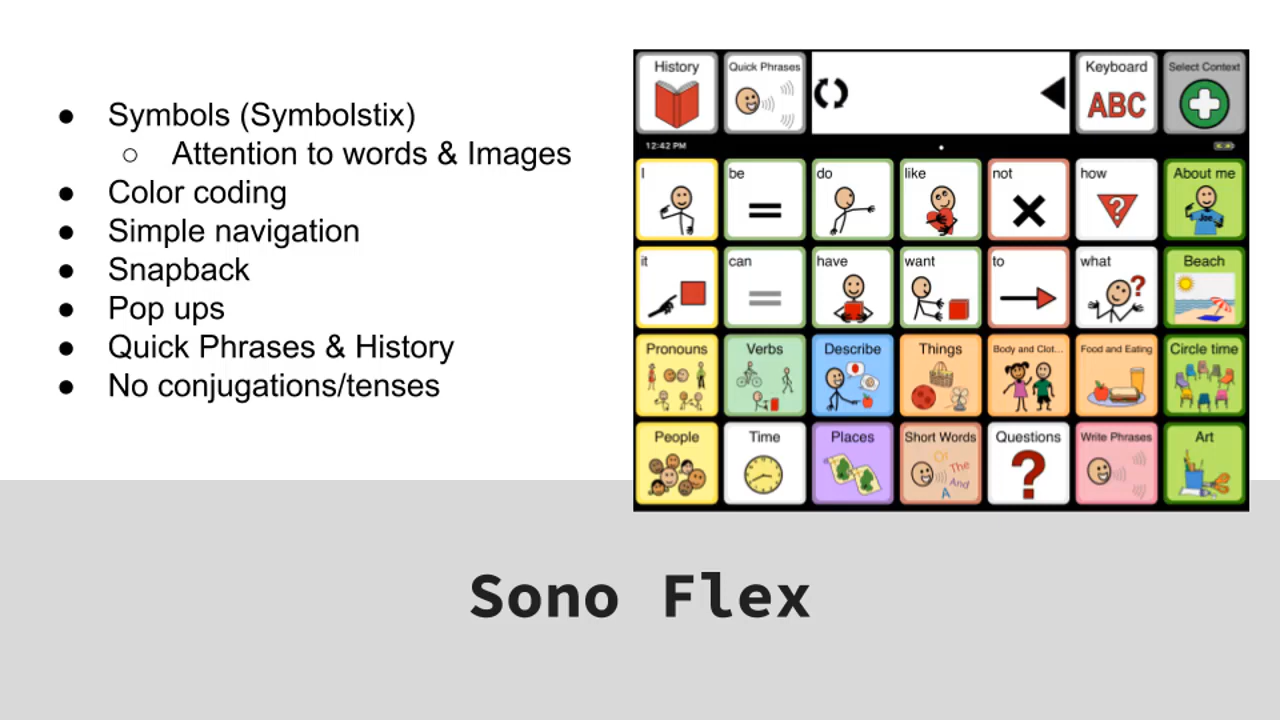 ● Symbols (Symbolstix)
○ Attention to words & Images
● Color coding
● Simple navigation
● Snapback
● Pop ups
● Quick Phrases & History
● No conjugations/tenses
History
Quick Phrases
Keyboard
ABC
Select Context
12:42 PM
I
be
do
like
not
how
?
About me
Joe
it
can
have
want
to
what
?
Beach
Pronouns
Verbs
Describe
Things
Body and Clot...
Food and Eating
Circle time
People
Time
Places
Short Words
Or
The
And
A
Questions
?
Write Phrases
Art
Sono Flex